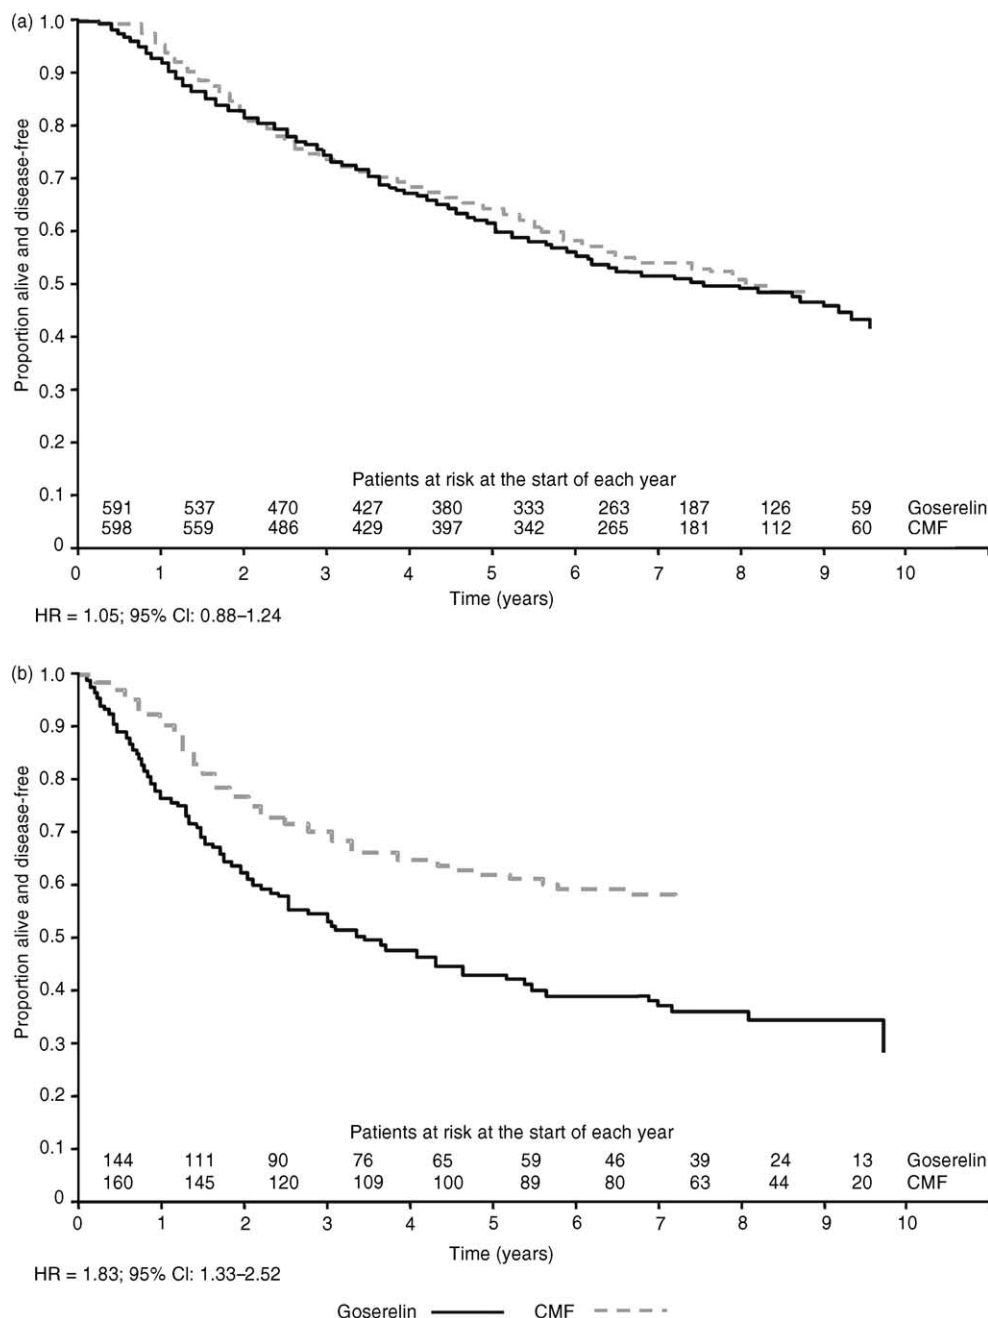 (a)
1.0
0.9
0.8
0.7
0.6
0.5
0.4
0.3
0.2
0.1
0
Proportion alive and disease-free
Patients at risk at the start of each year
591 537 470 427 380 333 263 187 126 59 Goserelin
598 559 486 429 397 342 265 181 112 60 CMF
0 1 2 3 4 5 6 7 8 9 10
Time (years)
HR = 1.05; 95% CI: 0.88–1.24
(b)
1.0
0.9
0.8
0.7
0.6
0.5
0.4
0.3
0.2
0.1
0
Proportion alive and disease-free
Patients at risk at the start of each year
144 111 90 76 65 59 46 39 24 13 Goserelin
160 145 120 109 100 89 80 63 44 20 CMF
0 1 2 3 4 5 6 7 8 9 10
Time (years)
HR = 1.83; 95% CI: 1.33–2.52
Goserelin CMF